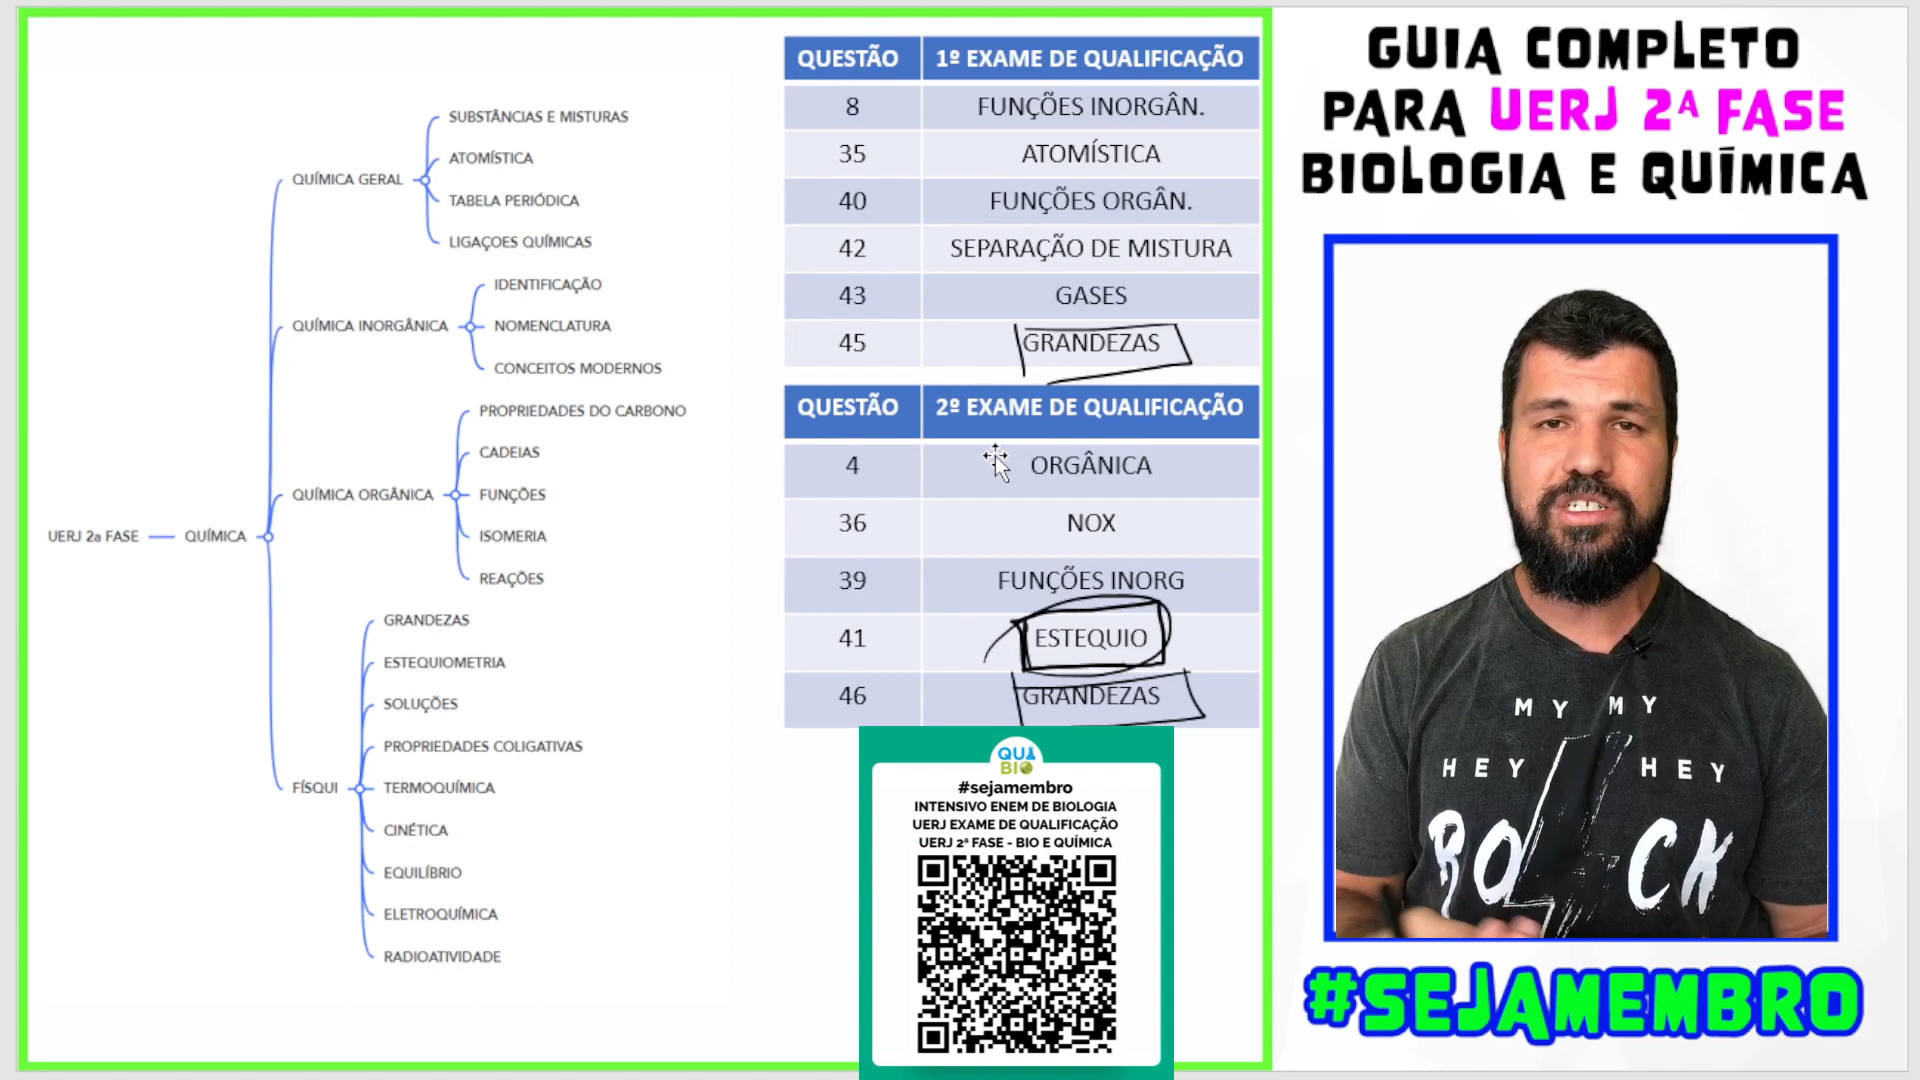 UERJ 2a FASE
QUÍMICA
QUÍMICA GERAL
SUBSTÂNCIAS E MISTURAS
ATOMÍSTICA
TABELA PERIÓDICA
LIGAÇOES QUÍMICAS
QUÍMICA INORGÂNICA
IDENTIFICAÇÃO
NOMENCLATURA
CONCEITOS MODERNOS
QUÍMICA ORGÂNICA
PROPRIEDADES DO CARBONO
CADEIAS
FUNÇÕES
ISOMERIA
REAÇÕES
FÍSQUI
GRANDEZAS
ESTEQUIOMETRIA
SOLUÇÕES
PROPRIEDADES COLIGATIVAS
TERMOQUÍMICA
CINÉTICA
EQUILÍBRIO
ELETROQUÍMICA
RADIOATIVIDADE
QUESTÃO 1º EXAME DE QUALIFICAÇÃO
8 FUNÇÕES INORGÂN.
35 ATOMÍSTICA
40 FUNÇÕES ORGÂN.
42 SEPARAÇÃO DE MISTURA
43 GASES
45 GRANDEZAS
QUESTÃO 2º EXAME DE QUALIFICAÇÃO
4 ORGÂNICA
36 NOX
39 FUNÇÕES INORG
41 ESTEQUIO
46 GRANDEZAS
QUI
BIO
#sejamembro
INTENSIVO ENEM DE BIOLOGIA
UERJ EXAME DE QUALIFICAÇÃO
UERJ 2ª FASE - BIO E QUÍMICA
GUIA COMPLETO
PARA UERJ 2ª FASE
BIOLOGIA E QUÍMICA
MY MY
HEY HEY
ROCK
#SEJAMEMBRO